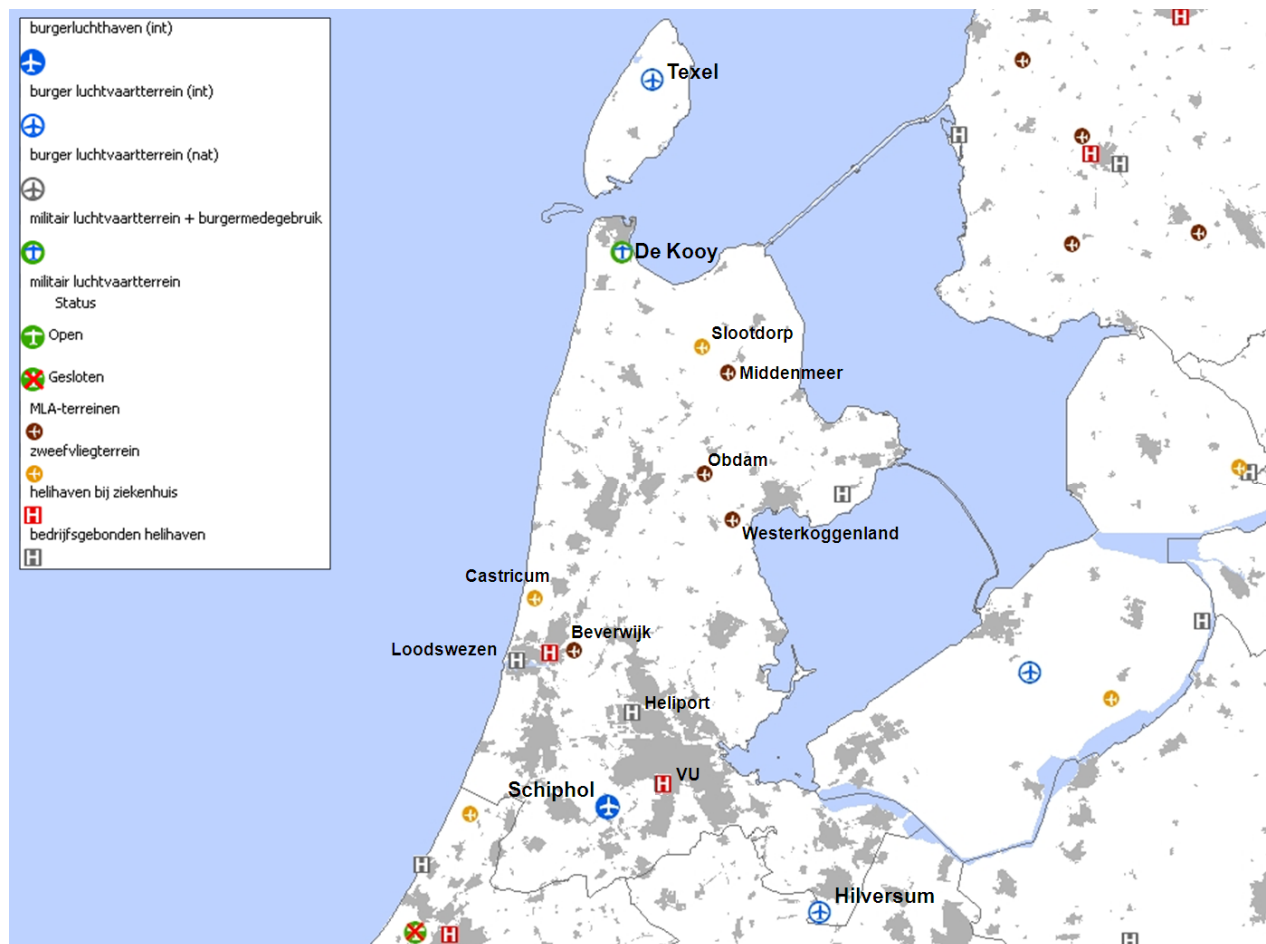 burgerluchthaven (int)
burger luchtvaartterrein (int)
burger luchtvaartterrein (nat)
militair luchtvaartterrein + burgermedegebruik
militair luchtvaartterrein
Status
Open
Gesloten
MLA-terreinen
zweefvliegterrein
helihaven bij ziekenhuis
H
bedrijfsgebonden helihaven
H
H
Texel
H
H
H
De Kooy
Slootdorp
Middenmeer
Obdam
H
H
Westerkoggenland
Castricum
H
Beverwijk
Loodswezen
H
H
Heliport
H
VU
H
Schiphol
H
Hilversum
H
H